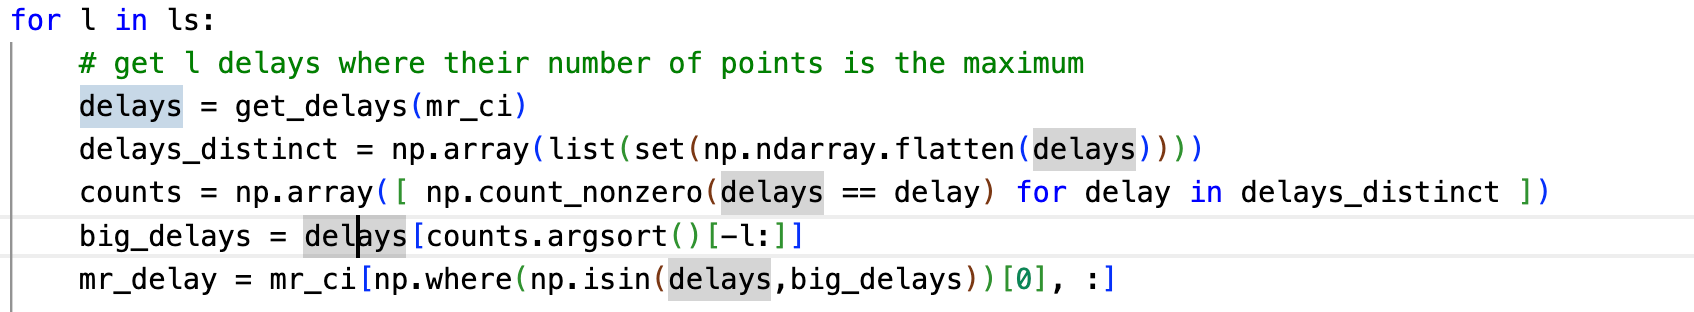 for l in ls:
    # get l delays where their number of points is the maximum
    delays = get_delays(mr_ci)
    delays_distinct = np.array(list(set(np.ndarray.flatten(delays))))
    counts = np.array([ np.count_nonzero(delays == delay) for delay in delays_distinct ])
    big_delays = delays[counts.argsort()[-l:]]
    mr_delay = mr_ci[np.where(np.isin(delays,big_delays))[0], :]